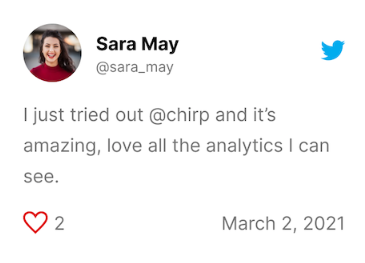 Sara May
@sara_may
I just tried out @chirp and it’s
amazing, love all the analytics I can
see.
2
March 2, 2021